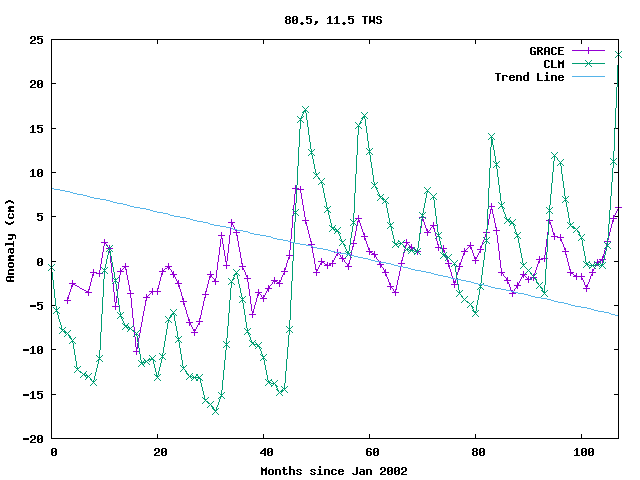 80.5, 11.5 TWS
GRACE
CLM
Trend Line
25
20
15
10
5
0
-5
-10
-15
-20
Anomaly (cm)
0 20 40 60 80 100
Months since Jan 2002